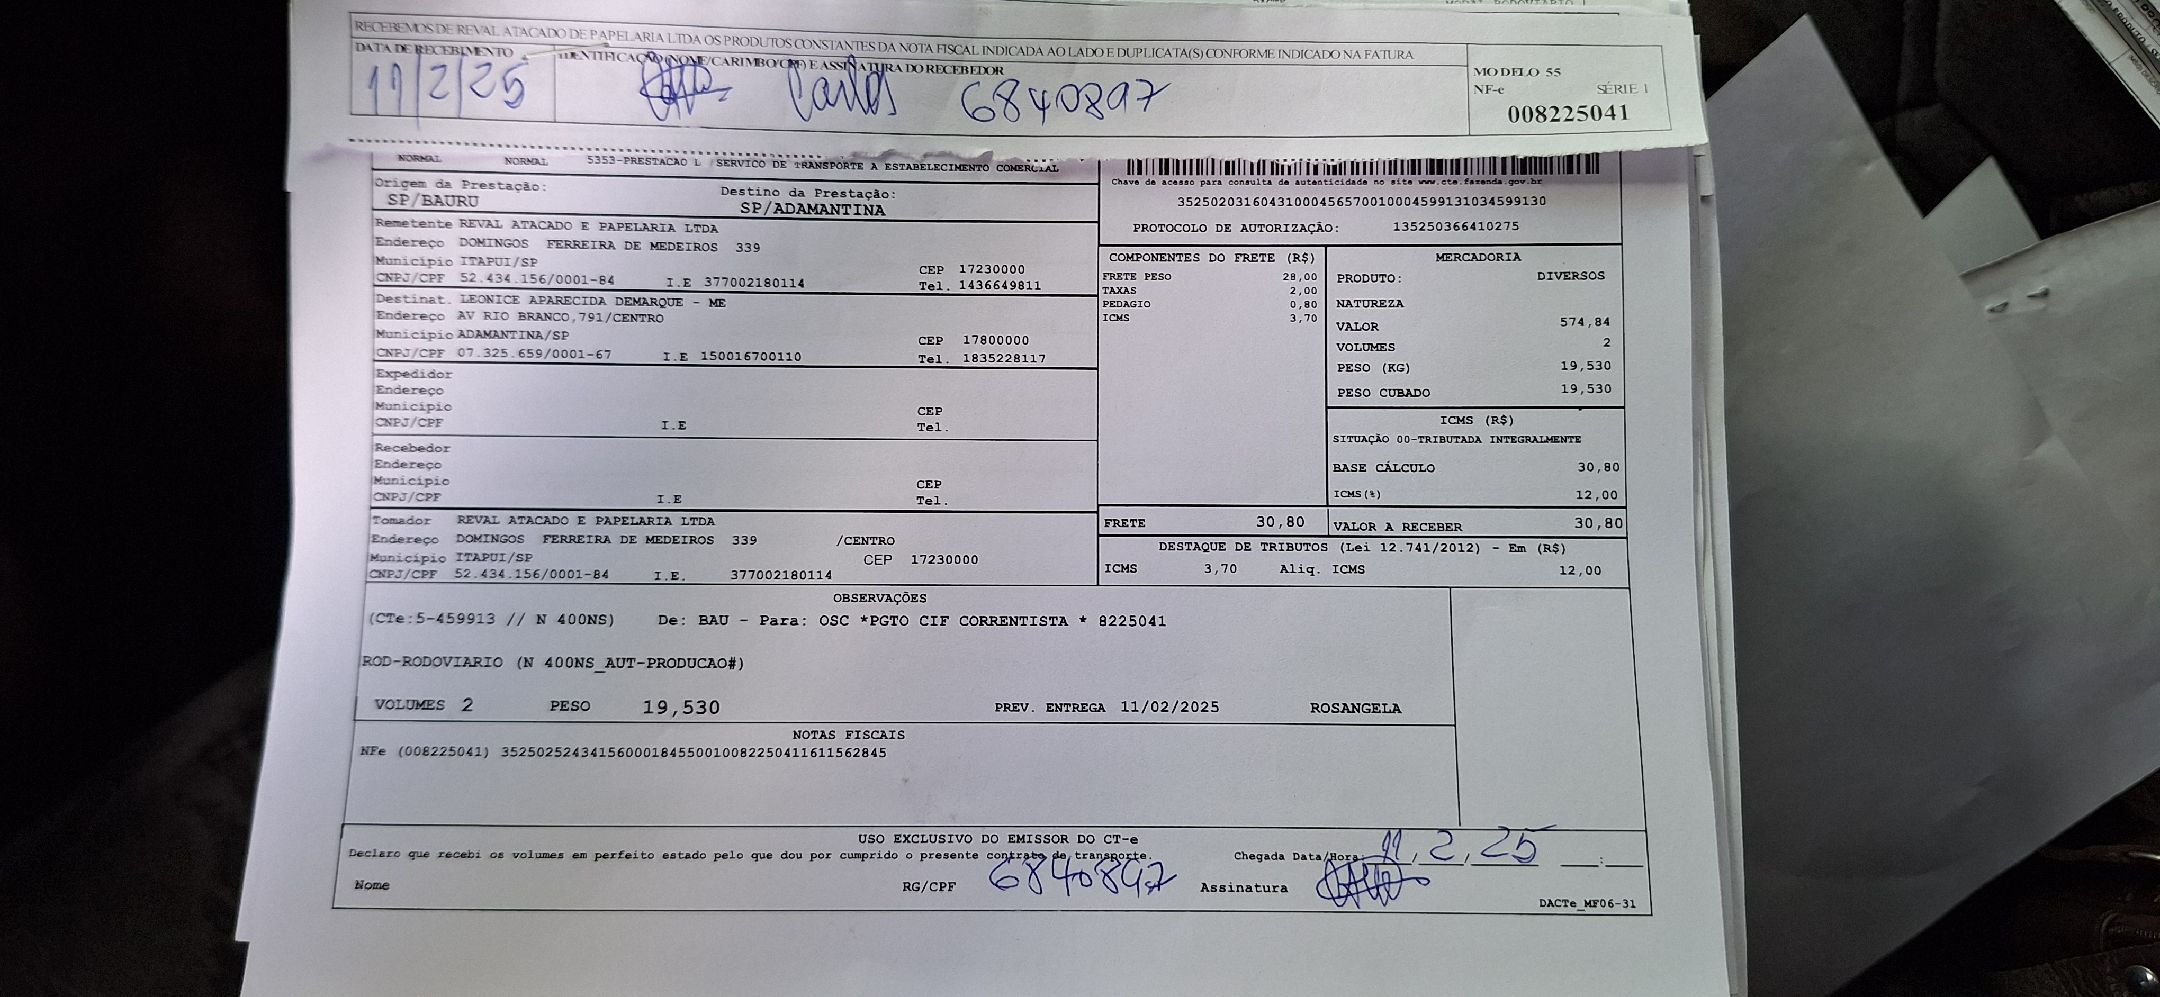 RECEBEMOS DE REVAL ATACADO DE PAPELARIA LTDA OS PRODUTOS CONSTANTES DA NOTA FISCAL INDICADA AO LADO E DUPLICATA(S) CONFORME INDICADO NA FATURA
DATA DE RECEBIMENTO IDENTIFICAÇÃO (NOME/CARIMBO/CPF) E ASSINATURA DO RECEBEDOR
11/2/25 Carlos 6840897
MODELO 55
NF-e SÉRIE 1
008225041
NORMAL NORMAL 5353-PRESTACAO L /SERVICO DE TRANSPORTE A ESTABELECIMENTO COMERCIAL
Origem da Prestação: Destino da Prestação:
SP/BAURU SP/ADAMANTINA
Chave de acesso para consulta de autenticidade no site www.cte.fazenda.gov.br
35250203160431000456570010004599131034599130
PROTOCOLO DE AUTORIZAÇÃO: 135250366410275
Remetente REVAL ATACADO E PAPELARIA LTDA
Endereço DOMINGOS FERREIRA DE MEDEIROS 339
Município ITAPUI/SP CEP 17230000
CNPJ/CPF 52.434.156/0001-84 I.E 377002180114 Tel. 1436649811
Destinat. LEONICE APARECIDA DEMARQUE - ME
Endereço AV RIO BRANCO,791/CENTRO
Município ADAMANTINA/SP CEP 17800000
CNPJ/CPF 07.325.659/0001-67 I.E 150016700110 Tel. 1835228117
Expedidor
Endereço
Município CEP
CNPJ/CPF I.E Tel.
Recebedor
Endereço
Município CEP
CNPJ/CPF I.E Tel.
Tomador REVAL ATACADO E PAPELARIA LTDA
Endereço DOMINGOS FERREIRA DE MEDEIROS 339 /CENTRO
Município ITAPUI/SP CEP 17230000
CNPJ/CPF 52.434.156/0001-84 I.E. 377002180114
COMPONENTES DO FRETE (R$)
FRETE PESO 28,00
TAXAS 2,00
PEDAGIO 0,80
ICMS 3,70
MERCADORIA
PRODUTO: DIVERSOS
NATUREZA
VALOR 574,84
VOLUMES 2
PESO (KG) 19,530
PESO CUBADO 19,530
ICMS (R$)
SITUAÇÃO 00-TRIBUTADA INTEGRALMENTE
BASE CÁLCULO 30,80
ICMS(%) 12,00
FRETE 30,80 VALOR A RECEBER 30,80
DESTAQUE DE TRIBUTOS (Lei 12.741/2012) - Em (R$)
ICMS 3,70 Aliq. ICMS 12,00
OBSERVAÇÕES
(CTe:5-459913 // N 400NS) De: BAU - Para: OSC *PGTO CIF CORRENTISTA * 8225041
ROD-RODOVIARIO (N 400NS_AUT-PRODUCAO#)
VOLUMES 2 PESO 19,530 PREV. ENTREGA 11/02/2025 ROSANGELA
NOTAS FISCAIS
NFe (008225041) 35250252434156000184550010082250411611562845
USO EXCLUSIVO DO EMISSOR DO CT-e
Declaro que recebi os volumes em perfeito estado pelo que dou por cumprido o presente contrato de transporte. Chegada Data/Hora: 11,2,25 :
Nome RG/CPF 6840897 Assinatura
DACTe_MF06-31